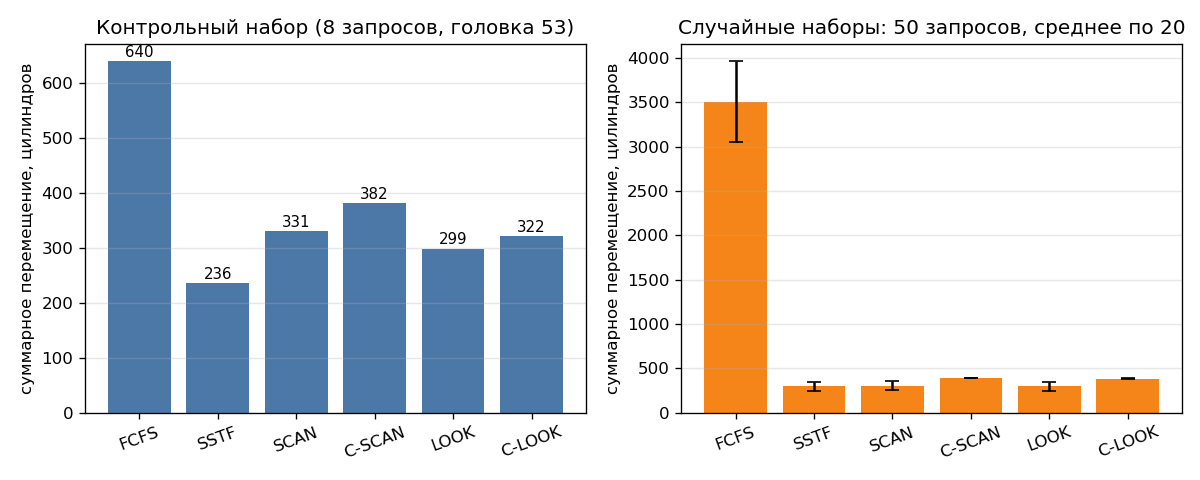 Контрольный набор (8 запросов, головка 53)
суммарное перемещение, цилиндров
600
500
400
300
200
100
0
640
236
331
382
299
322
FCFS
SSTF
SCAN
C-SCAN
LOOK
C-LOOK
Случайные наборы: 50 запросов, среднее по 20
суммарное перемещение, цилиндров
4000
3500
3000
2500
2000
1500
1000
500
0
FCFS
SSTF
SCAN
C-SCAN
LOOK
C-LOOK